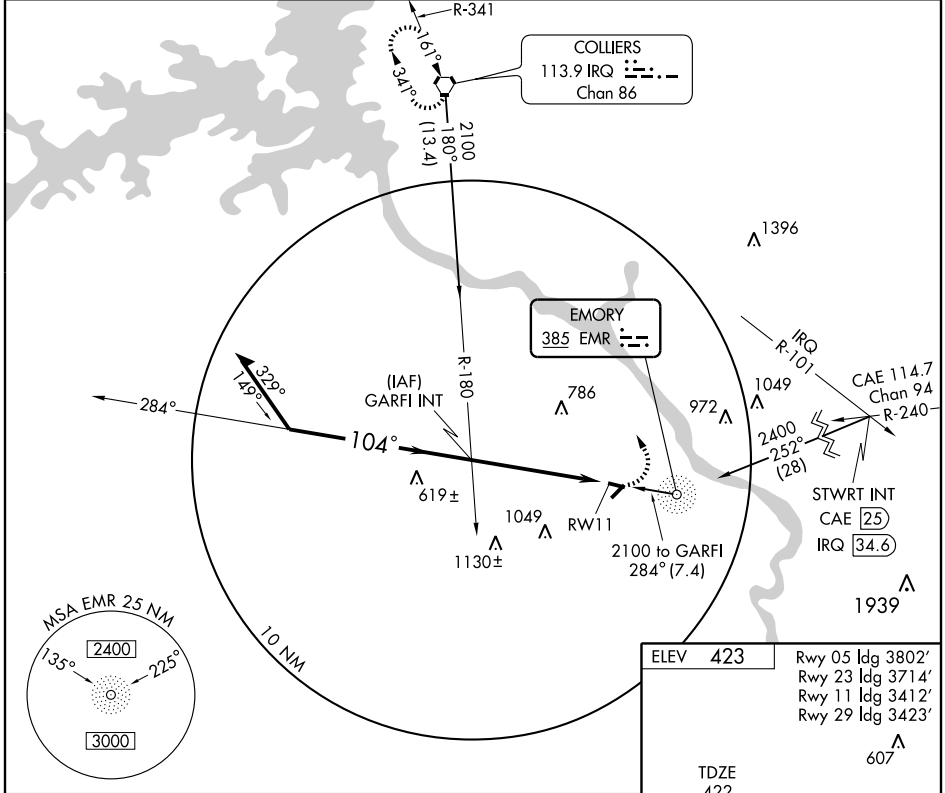 R-341
161°
341°
COLLIERS
113.9 IRQ
Chan 86
2100
180°
(13.4)
1396
EMORY
385 EMR
R-180
IRQ
R-101
(IAF)
GARFI INT
329°
149°
284°
104°
786
1049
972
CAE 114.7
Chan 94
R-240
2400
252°
(28)
619±
STWRT INT
CAE 25
IRQ 34.6
RW11
1049
1130±
2100 to GARFI
284° (7.4)
1939
MSA EMR 25 NM
2400
135°
225°
3000
10 NM
ELEV 423
Rwy 05 ldg 3802'
Rwy 23 ldg 3714'
Rwy 11 ldg 3412'
Rwy 29 ldg 3423'
607
TDZE
422